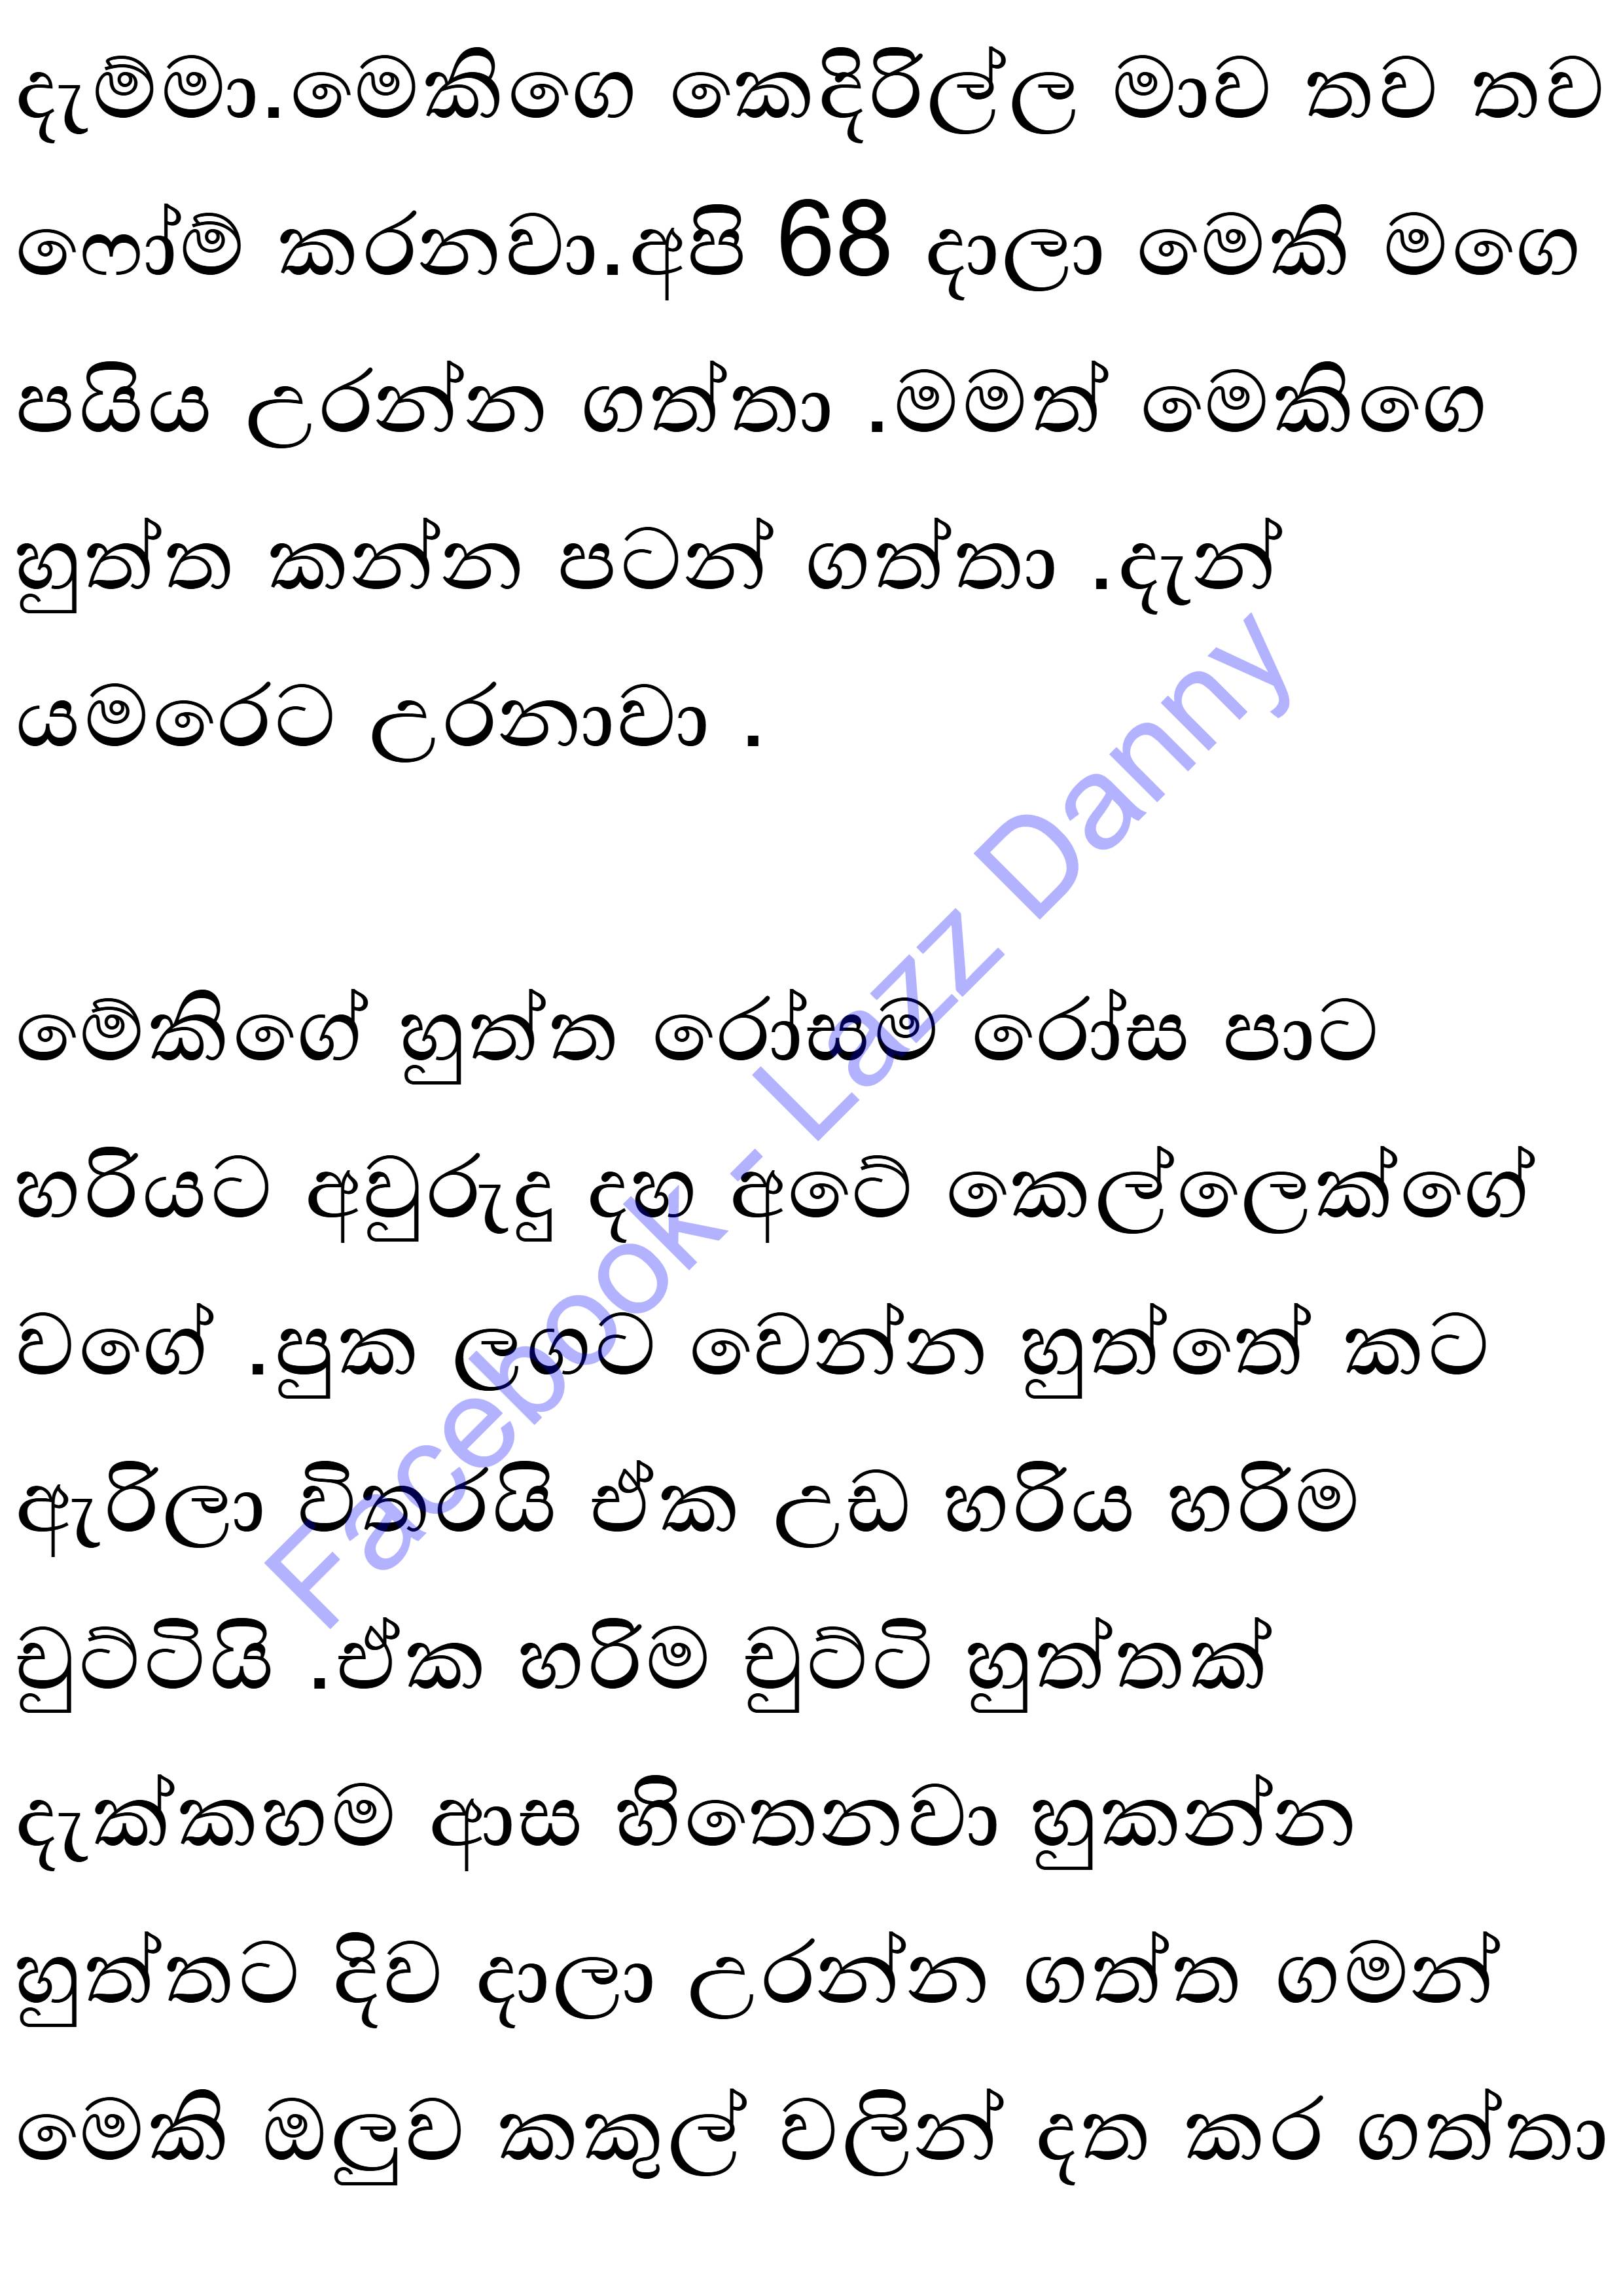 දැම්මා.මෙකිගෙ කෙදිරිල්ල මාව තව තව
ෆෝම් කරනවා.අපි 68 දාලා මෙකි මගෙ
පයිය උරන්න ගත්තා .මමත් මෙකිගෙ
හුත්ත කන්න පටන් ගත්තා .දැන්
යමරෙට උරනාවා .
මේකිගේ හුත්ත රෝසම රෝස පාට
හරියට අවුරුදු දහ අටේ කෙල්ලෙක්ගේ
වගේ .පුක ලගට වෙන්න හුත්තේ කට
ඇරිලා විතරයි ඒක උඩ හරිය හරිම
චුට්ටියි .ඒක හරිම චුට්ටි හුත්තක්
දැක්කහම ආස හිතෙනවා හුකන්න
හුත්තට දිව දාලා උරන්න ගත්ත ගමන්
මෙකි ඔලුව කකුල් වලින් දත කර ගත්තා
Facebook - Lazz Danny